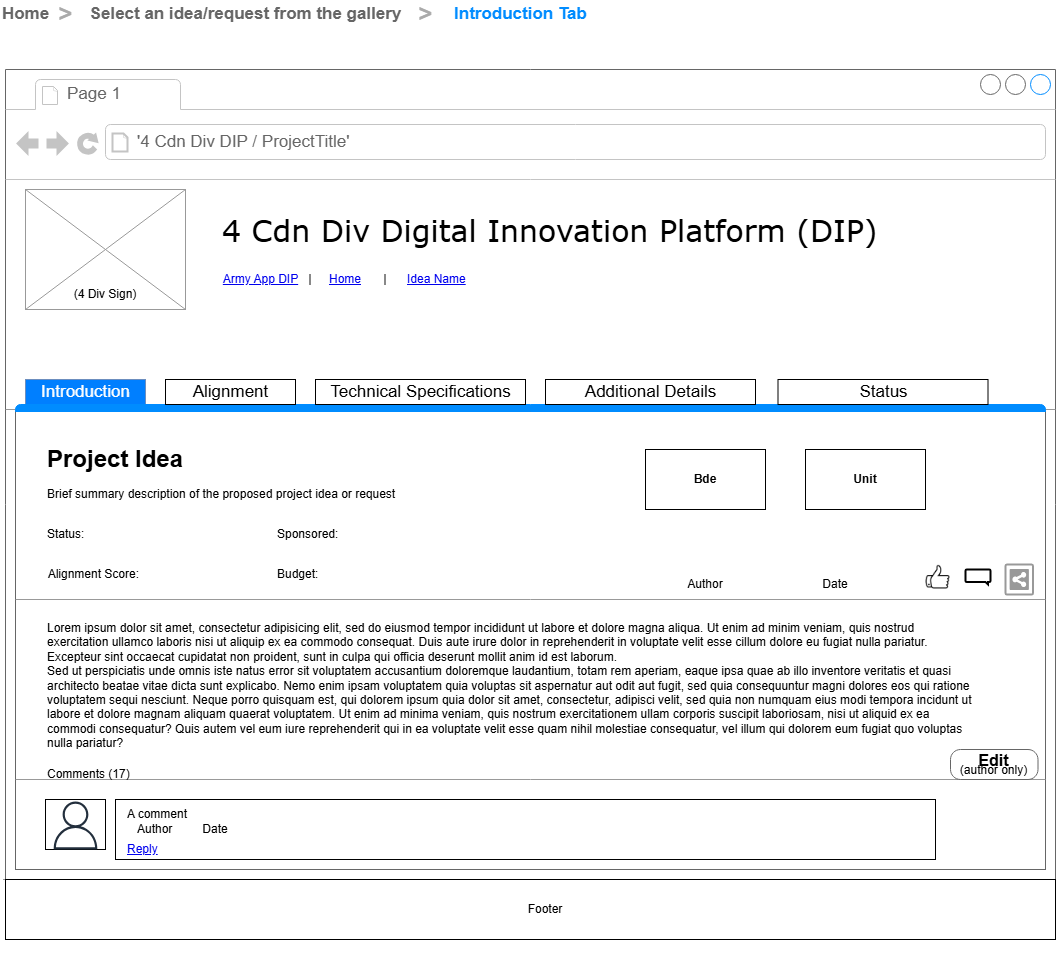 Home > Select an idea/request from the gallery > Introduction Tab
Page 1
'4 Cdn Div DIP / ProjectTitle'
4 Cdn Div Digital Innovation Platform (DIP)
(4 Div Sign)
Army App DIP | Home | Idea Name
Introduction Alignment Technical Specifications Additional Details Status
Project Idea
Bde Unit
Brief summary description of the proposed project idea or request
Status: Sponsored:
Alignment Score: Budget:
Author Date
Lorem ipsum dolor sit amet, consectetur adipisicing elit, sed do eiusmod tempor incididunt ut labore et dolore magna aliqua. Ut enim ad minim veniam, quis nostrud
exercitation ullamco laboris nisi ut aliquip ex ea commodo consequat. Duis aute irure dolor in reprehenderit in voluptate velit esse cillum dolore eu fugiat nulla pariatur.
Excepteur sint occaecat cupidatat non proident, sunt in culpa qui officia deserunt mollit anim id est laborum.
Sed ut perspiciatis unde omnis iste natus error sit voluptatem accusantium doloremque laudantium, totam rem aperiam, eaque ipsa quae ab illo inventore veritatis et quasi
architecto beatae vitae dicta sunt explicabo. Nemo enim ipsam voluptatem quia voluptas sit aspernatur aut odit aut fugit, sed quia consequuntur magni dolores eos qui ratione
voluptatem sequi nesciunt. Neque porro quisquam est, qui dolorem ipsum quia dolor sit amet, consectetur, adipisci velit, sed quia non numquam eius modi tempora incidunt ut
labore et dolore magnam aliquam quaerat voluptatem. Ut enim ad minima veniam, quis nostrum exercitationem ullam corporis suscipit laboriosam, nisi ut aliquid ex ea
commodi consequatur? Quis autem vel eum iure reprehenderit qui in ea voluptate velit esse quam nihil molestiae consequatur, vel illum qui dolorem eum fugiat quo voluptas
nulla pariatur?
Edit
(author only)
Comments (17)
A comment
Author Date
Reply
Footer